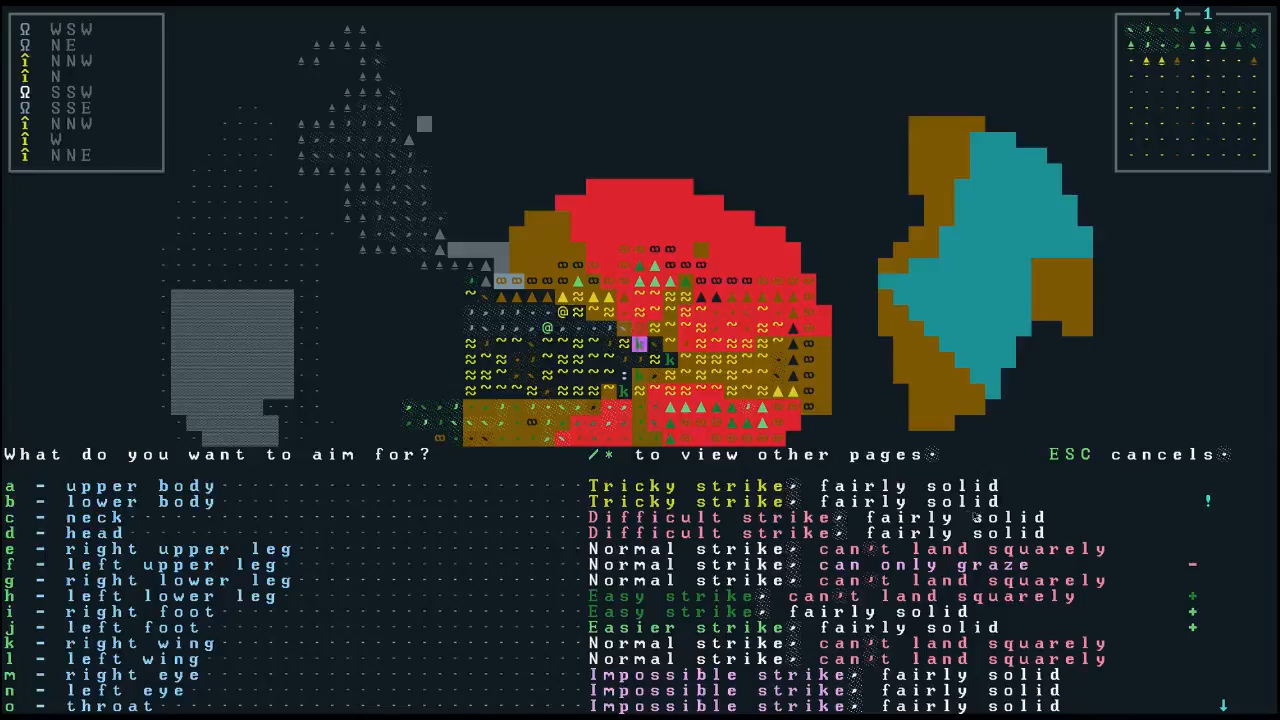 Ω WSW
Ω NE
î NNW
î N
Ω SSW
Ω SSE
î NNW
î W
î NNE
↑ 1
What do you want to aim for? /* to view other pages. ESC cancels.
a - upper body Tricky strike, fairly solid
b - lower body Tricky strike, fairly solid !
c - neck Difficult strike, fairly solid
d - head Difficult strike, fairly solid
e - right upper leg Normal strike, can't land squarely
f - left upper leg Normal strike, can only graze -
g - right lower leg Normal strike, can't land squarely
h - left lower leg Easy strike, can't land squarely +
i - right foot Easy strike, fairly solid +
j - left foot Easier strike, fairly solid +
k - right wing Normal strike, can't land squarely
l - left wing Normal strike, can't land squarely
m - right eye Impossible strike, fairly solid
n - left eye Impossible strike, fairly solid
o - throat Impossible strike, fairly solid ↓